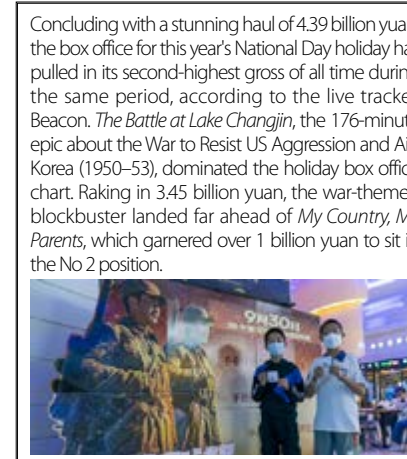 Concluding with a stunning haul of 4.39 billion yua
the box office for this year's National Day holiday ha
pulled in its second-highest gross of all time durin
the same period, according to the live tracke
Beacon. The Battle at Lake Changjin, the 176-minut
epic about the War to Resist US Aggression and Ai
Korea (1950–53), dominated the holiday box offic
chart. Raking in 3.45 billion yuan, the war-theme
blockbuster landed far ahead of My Country, M
Parents, which garnered over 1 billion yuan to sit i
the No 2 position.
9月30日